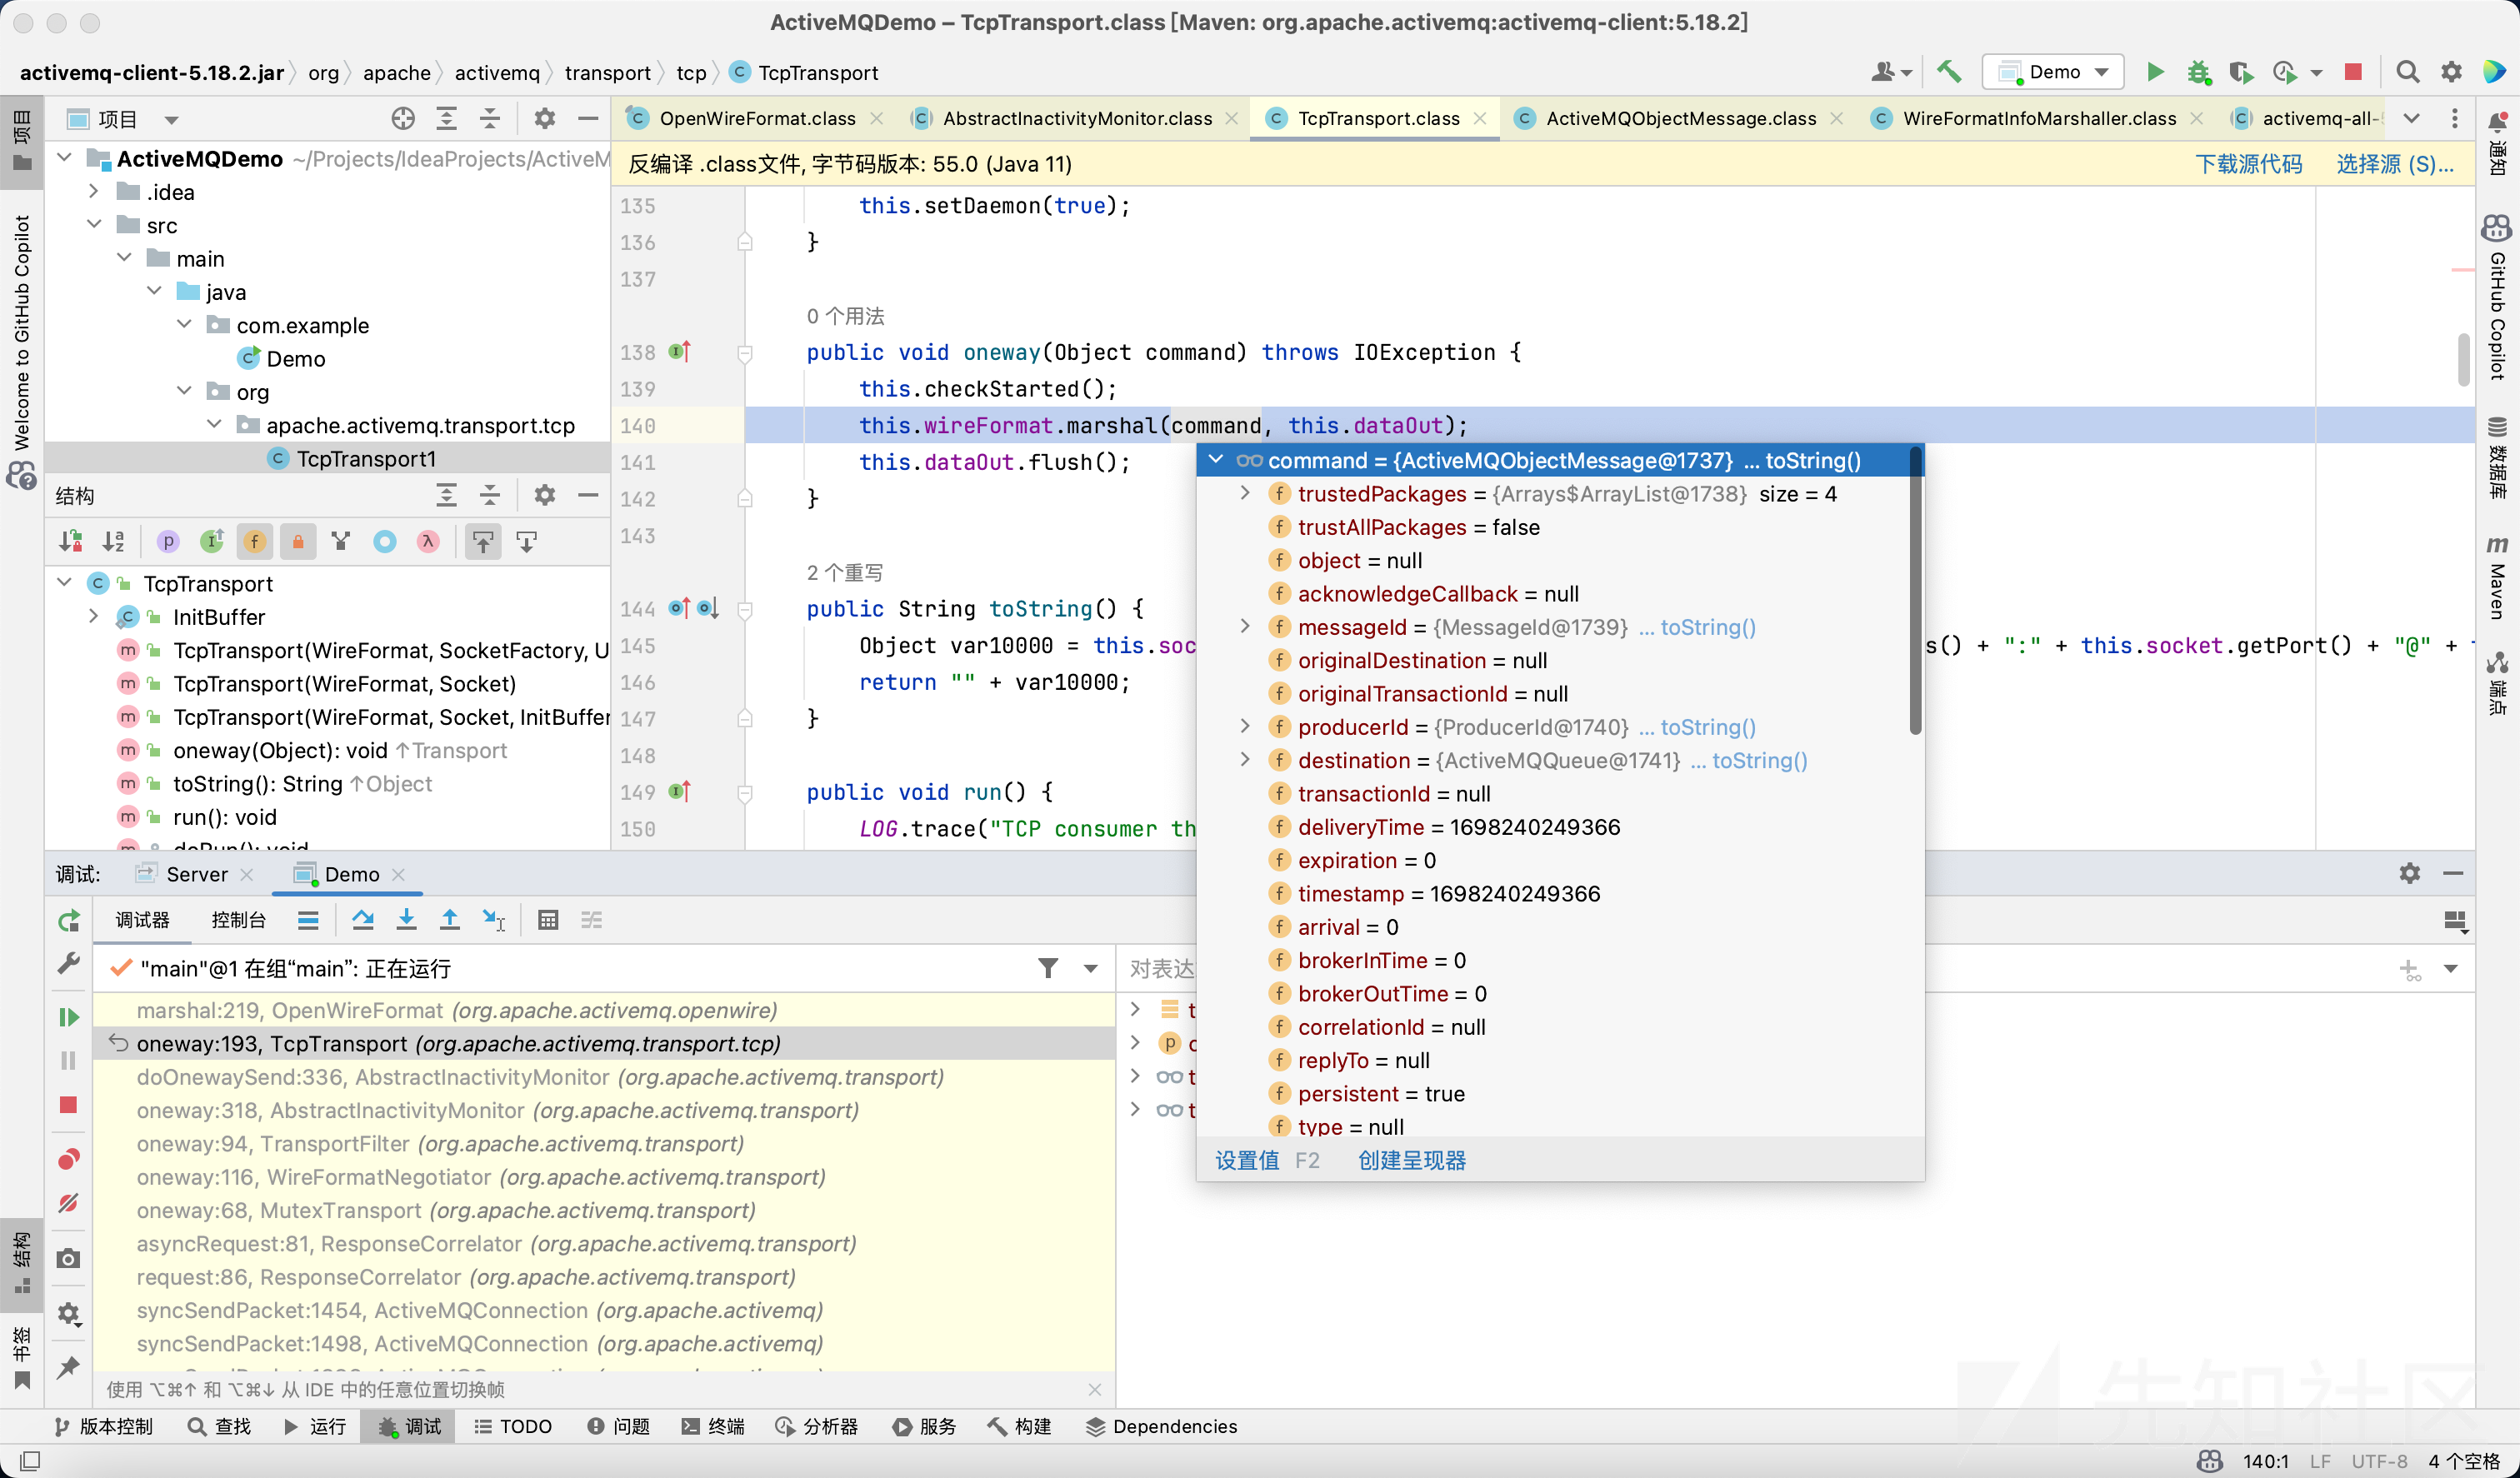 ActiveMQDemo – TcpTransport.class [Maven: org.apache.activemq:activemq-client:5.18.2]
activemq-client-5.18.2.jar org apache activemq transport tcp TcpTransport
Demo
项目
OpenWireFormat.class AbstractInactivityMonitor.class TcpTransport.class ActiveMQObjectMessage.class WireFormatInfoMarshaller.class activemq-all-
反编译 .class文件, 字节码版本: 55.0 (Java 11)
下载源代码 选择源 (S)...
项目
Welcome to GitHub Copilot
结构
书签
ActiveMQDemo ~/Projects/IdeaProjects/ActiveM
.idea
src
main
java
com.example
Demo
org
apache.activemq.transport.tcp
TcpTransport1
结构
TcpTransport
InitBuffer
TcpTransport(WireFormat, SocketFactory, U
TcpTransport(WireFormat, Socket)
TcpTransport(WireFormat, Socket, InitBuffer
oneway(Object): void ↑Transport
toString(): String ↑Object
run(): void
doRun(): void
135 this.setDaemon(true);
136 }
137
0 个用法
138 public void oneway(Object command) throws IOException {
139 this.checkStarted();
140 this.wireFormat.marshal(command, this.dataOut);
141 this.dataOut.flush();
142 }
143
2 个重写
144 public String toString() {
145 Object var10000 = this.soc s() + ":" + this.socket.getPort() + "@" +
146 return "" + var10000;
147 }
148
149 public void run() {
150 LOG.trace("TCP consumer th
command = {ActiveMQObjectMessage@1737} ... toString()
trustedPackages = {Arrays$ArrayList@1738} size = 4
trustAllPackages = false
object = null
acknowledgeCallback = null
messageId = {MessageId@1739} ... toString()
originalDestination = null
originalTransactionId = null
producerId = {ProducerId@1740} ... toString()
destination = {ActiveMQQueue@1741} ... toString()
transactionId = null
deliveryTime = 1698240249366
expiration = 0
timestamp = 1698240249366
arrival = 0
brokerInTime = 0
brokerOutTime = 0
correlationId = null
replyTo = null
persistent = true
type = null
设置值 F2 创建呈现器
通知
GitHub Copilot
数据库
Maven
端点
调试: Server Demo
调试器 控制台
"main"@1 在组“main”: 正在运行
对表达
marshal:219, OpenWireFormat (org.apache.activemq.openwire)
oneway:193, TcpTransport (org.apache.activemq.transport.tcp)
doOnewaySend:336, AbstractInactivityMonitor (org.apache.activemq.transport)
oneway:318, AbstractInactivityMonitor (org.apache.activemq.transport)
oneway:94, TransportFilter (org.apache.activemq.transport)
oneway:116, WireFormatNegotiator (org.apache.activemq.transport)
oneway:68, MutexTransport (org.apache.activemq.transport)
asyncRequest:81, ResponseCorrelator (org.apache.activemq.transport)
request:86, ResponseCorrelator (org.apache.activemq.transport)
syncSendPacket:1454, ActiveMQConnection (org.apache.activemq)
syncSendPacket:1498, ActiveMQConnection (org.apache.activemq)
使用 ⌥⌘↑ 和 ⌥⌘↓ 从 IDE 中的任意位置切换帧
版本控制 查找 运行 调试 TODO 问题 终端 分析器 服务 构建 Dependencies
140:1 LF UTF-8 4 个空格
先知社区